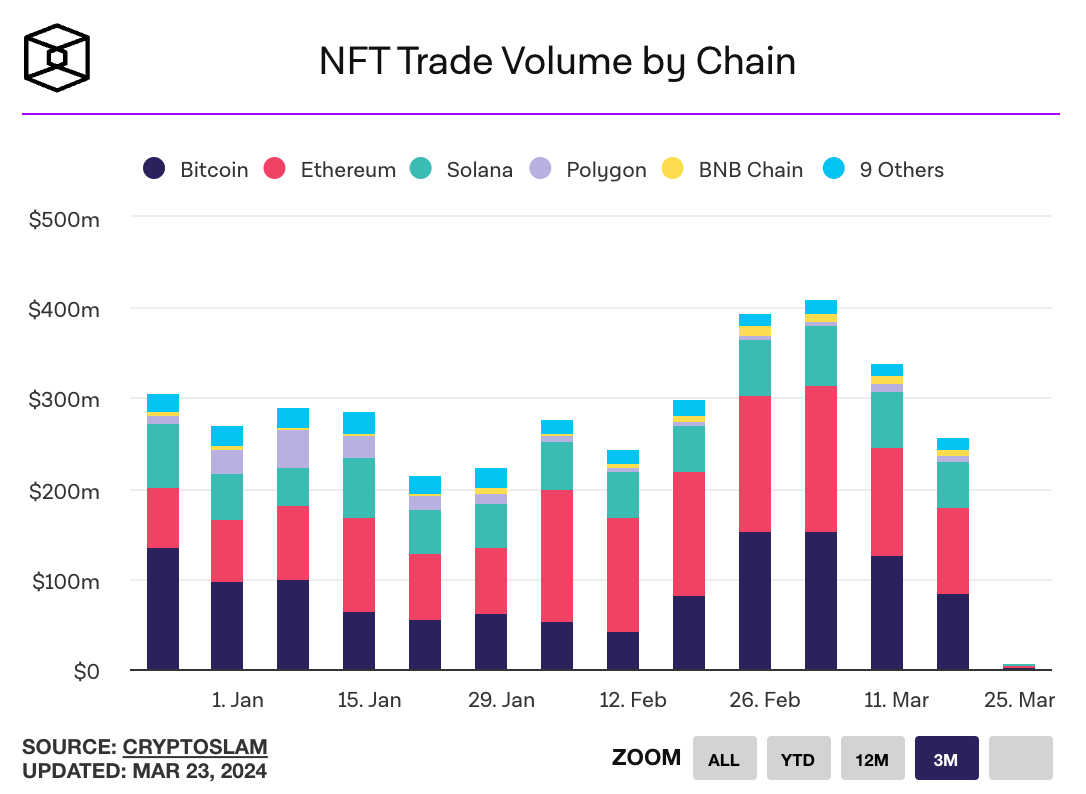 NFT Trade Volume by Chain
Bitcoin Ethereum Solana Polygon BNB Chain 9 Others
$500m
$400m
$300m
$200m
$100m
$0
1. Jan 15. Jan 29. Jan 12. Feb 26. Feb 11. Mar 25. Mar
SOURCE: CRYPTOSLAM
UPDATED: MAR 23, 2024
ZOOM ALL YTD 12M 3M